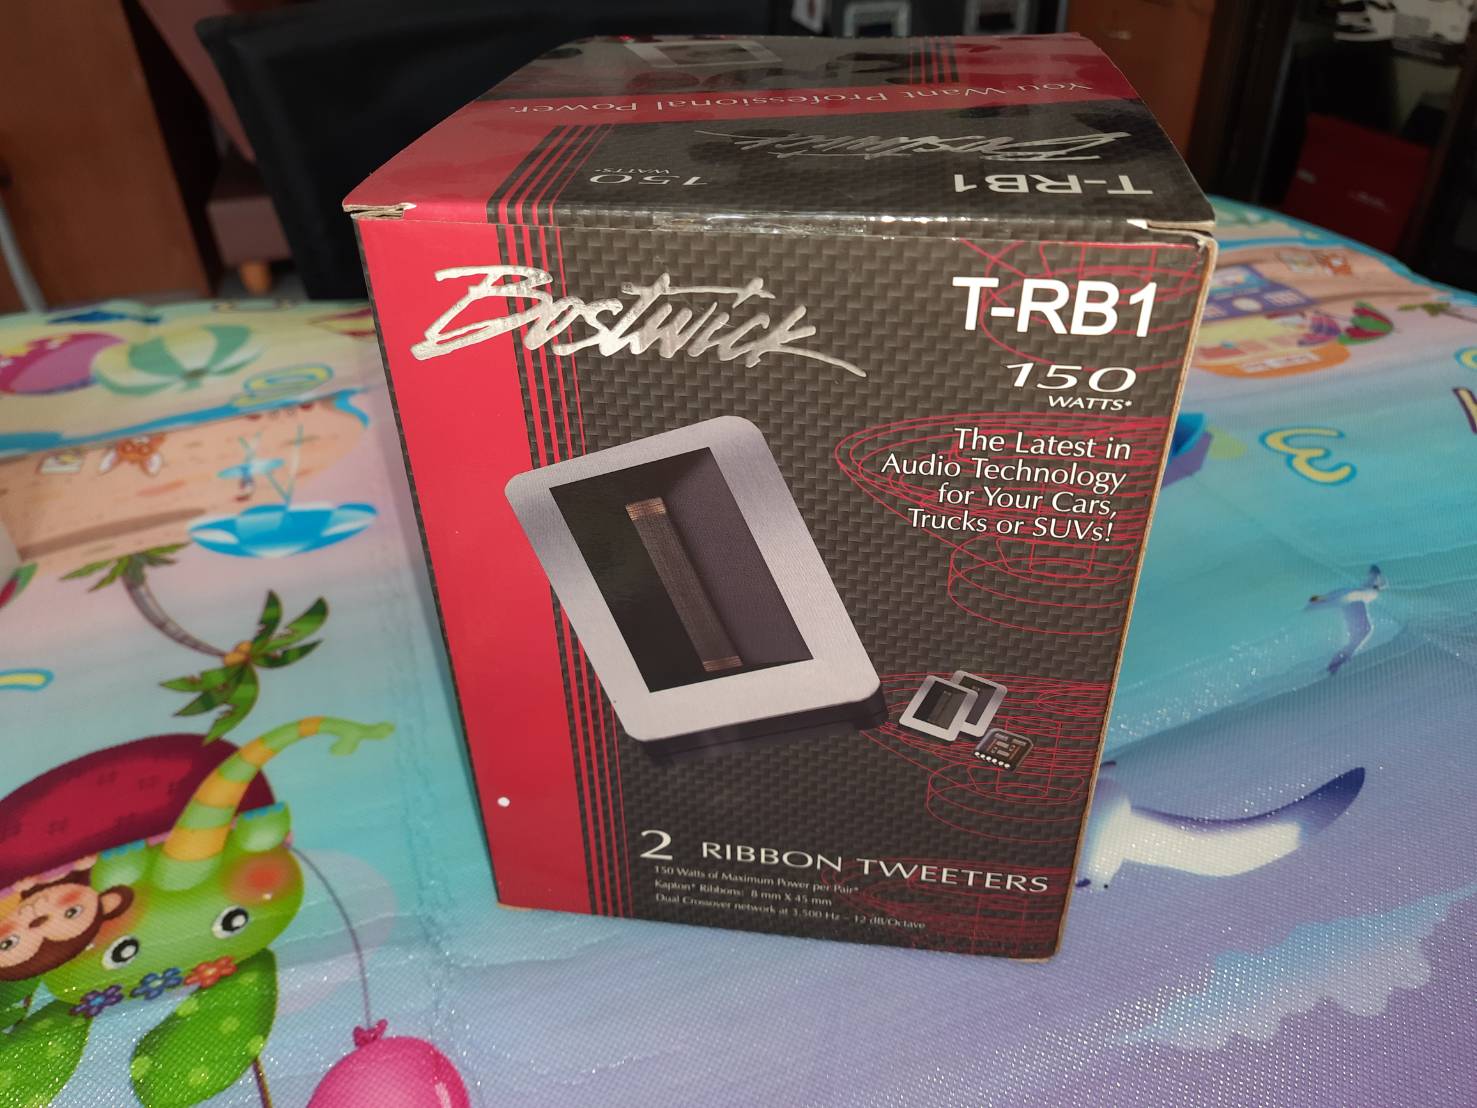 You Want Professional Power.
Bostwick
T-RB1
150
WATTS*
Bostwick
T-RB1
150
WATTS*
The Latest in
Audio Technology
for Your Cars,
Trucks or SUVs!
2 RIBBON TWEETERS
150 Watts of Maximum Power per Pair*
Kapton* Ribbons: 8 mm X 45 mm
Dual Crossover network at 3,500 Hz - 12 dB/Octave
3